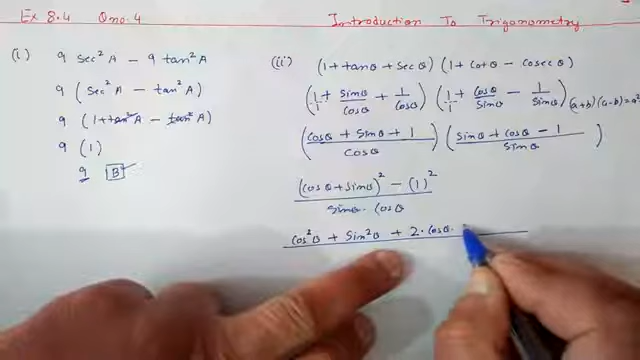 Ex 8.4 Q no. 4
Introduction To Trigonometry
(i) 9 sec²A - 9 tan²A
9 (sec²A - tan²A)
9 (1+tan²A - tan²A)
9 (1)
9 B
(ii) (1+tanθ + secθ) (1+cotθ - cosecθ)
(1/1 + sinθ/cosθ + 1/cosθ) (1/1 + cosθ/sinθ - 1/sinθ) (a+b)(a-b)=a²
(cosθ + sinθ + 1 / cosθ) (sinθ + cosθ - 1 / sinθ)
(cosθ + sinθ)² - (1)² / sinθ · cosθ
cos²θ + sin²θ + 2 · cosθ ·